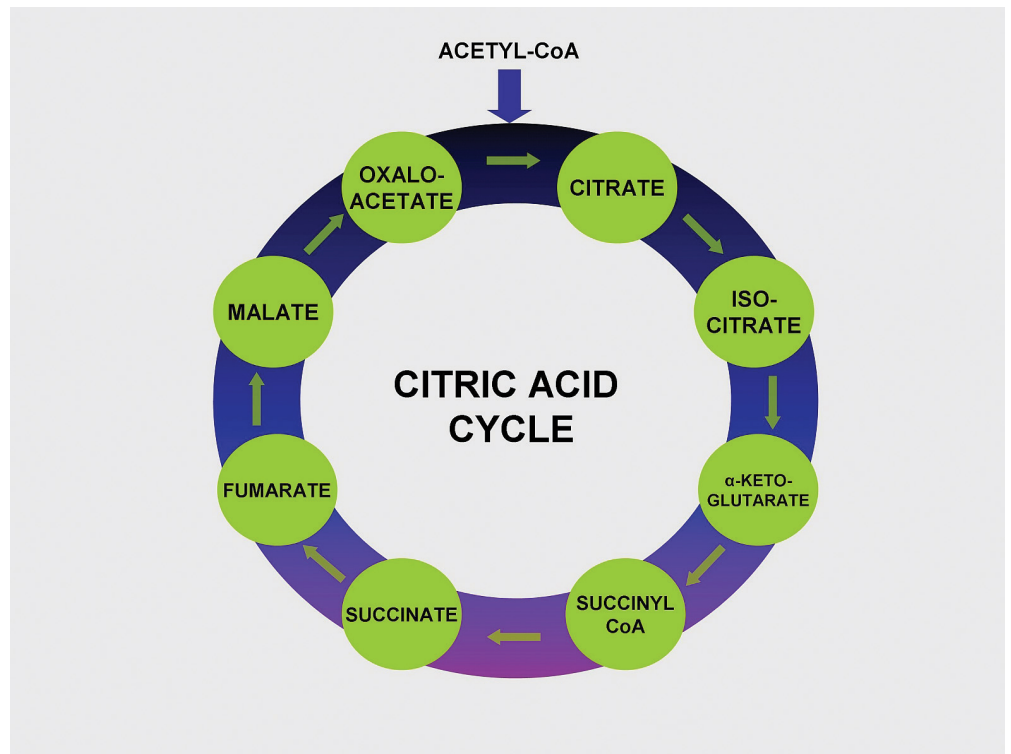 ACETYL-CoA
OXALO-
ACETATE
CITRATE
ISO-
CITRATE
MALATE
CITRIC ACID
CYCLE
α-KETO-
GLUTARATE
FUMARATE
SUCCINYL
CoA
SUCCINATE